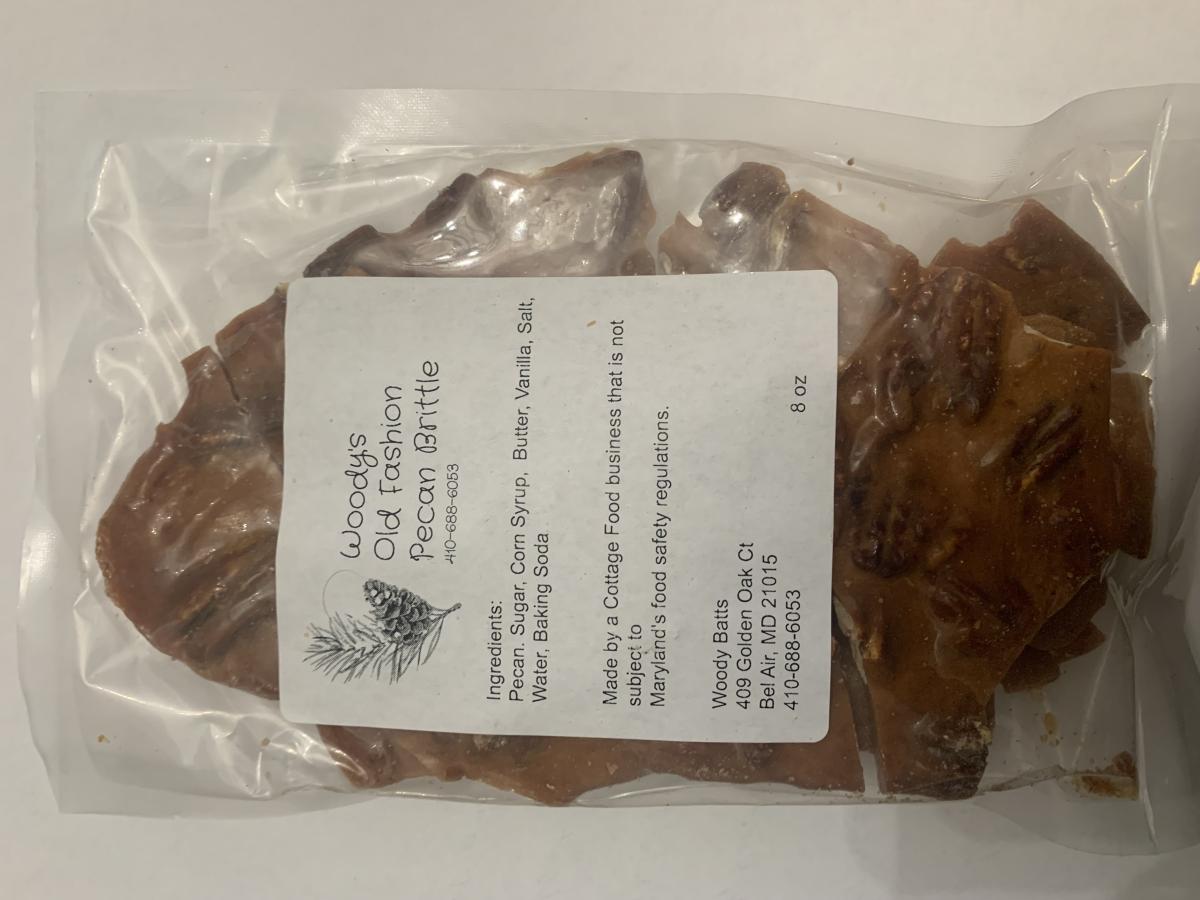 Woody's
Old Fashion
Pecan Brittle
410-688-6053
Ingredients:
Pecan. Sugar, Corn Syrup, Butter, Vanilla, Salt,
Water, Baking Soda
Made by a Cottage Food business that is not
subject to
Maryland's food safety regulations.
Woody Batts
409 Golden Oak Ct
Bel Air, MD 21015
410-688-6053
8 oz